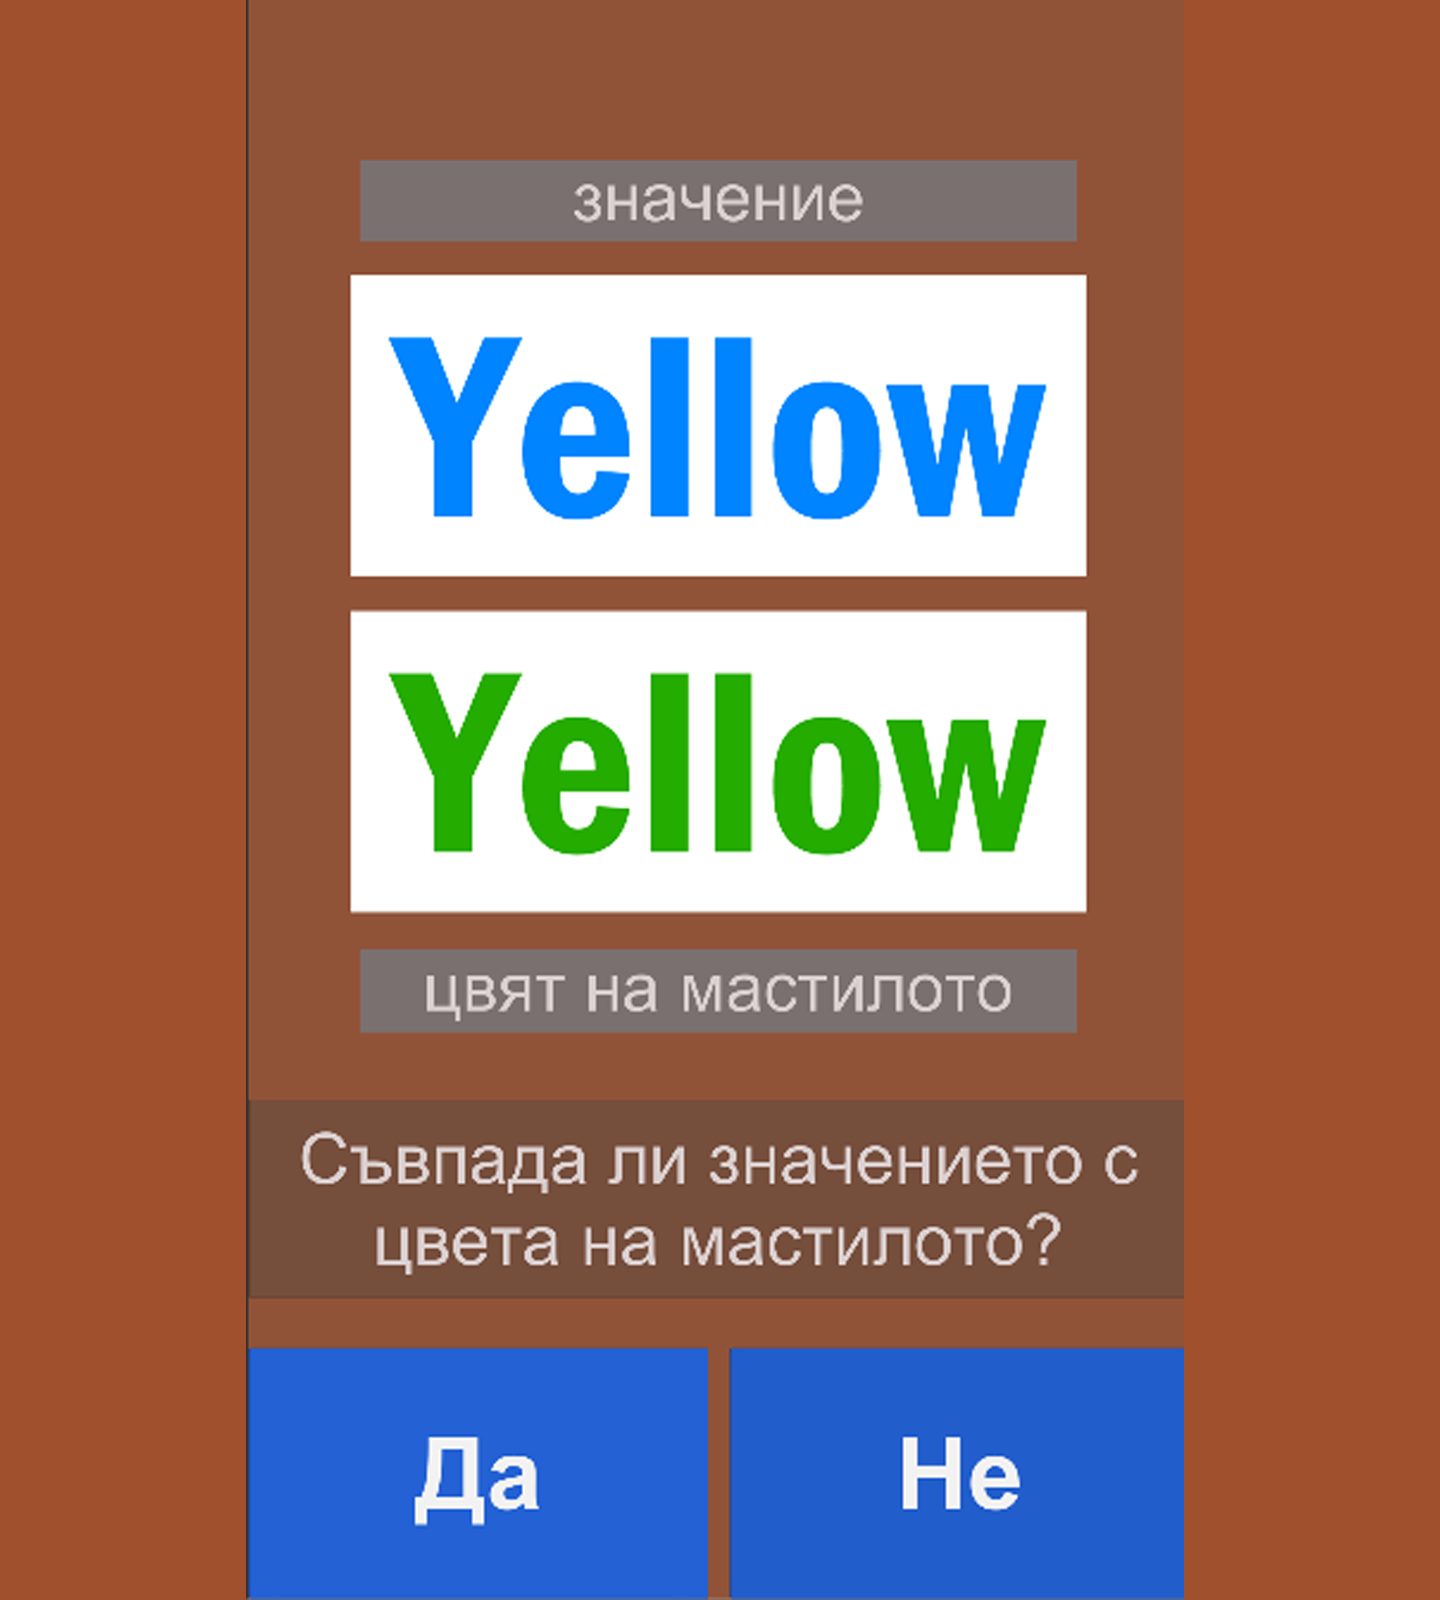 значение
Yellow
Yellow
цвят на мастилото
Съвпада ли значението с
цвета на мастилото?
Да
Не